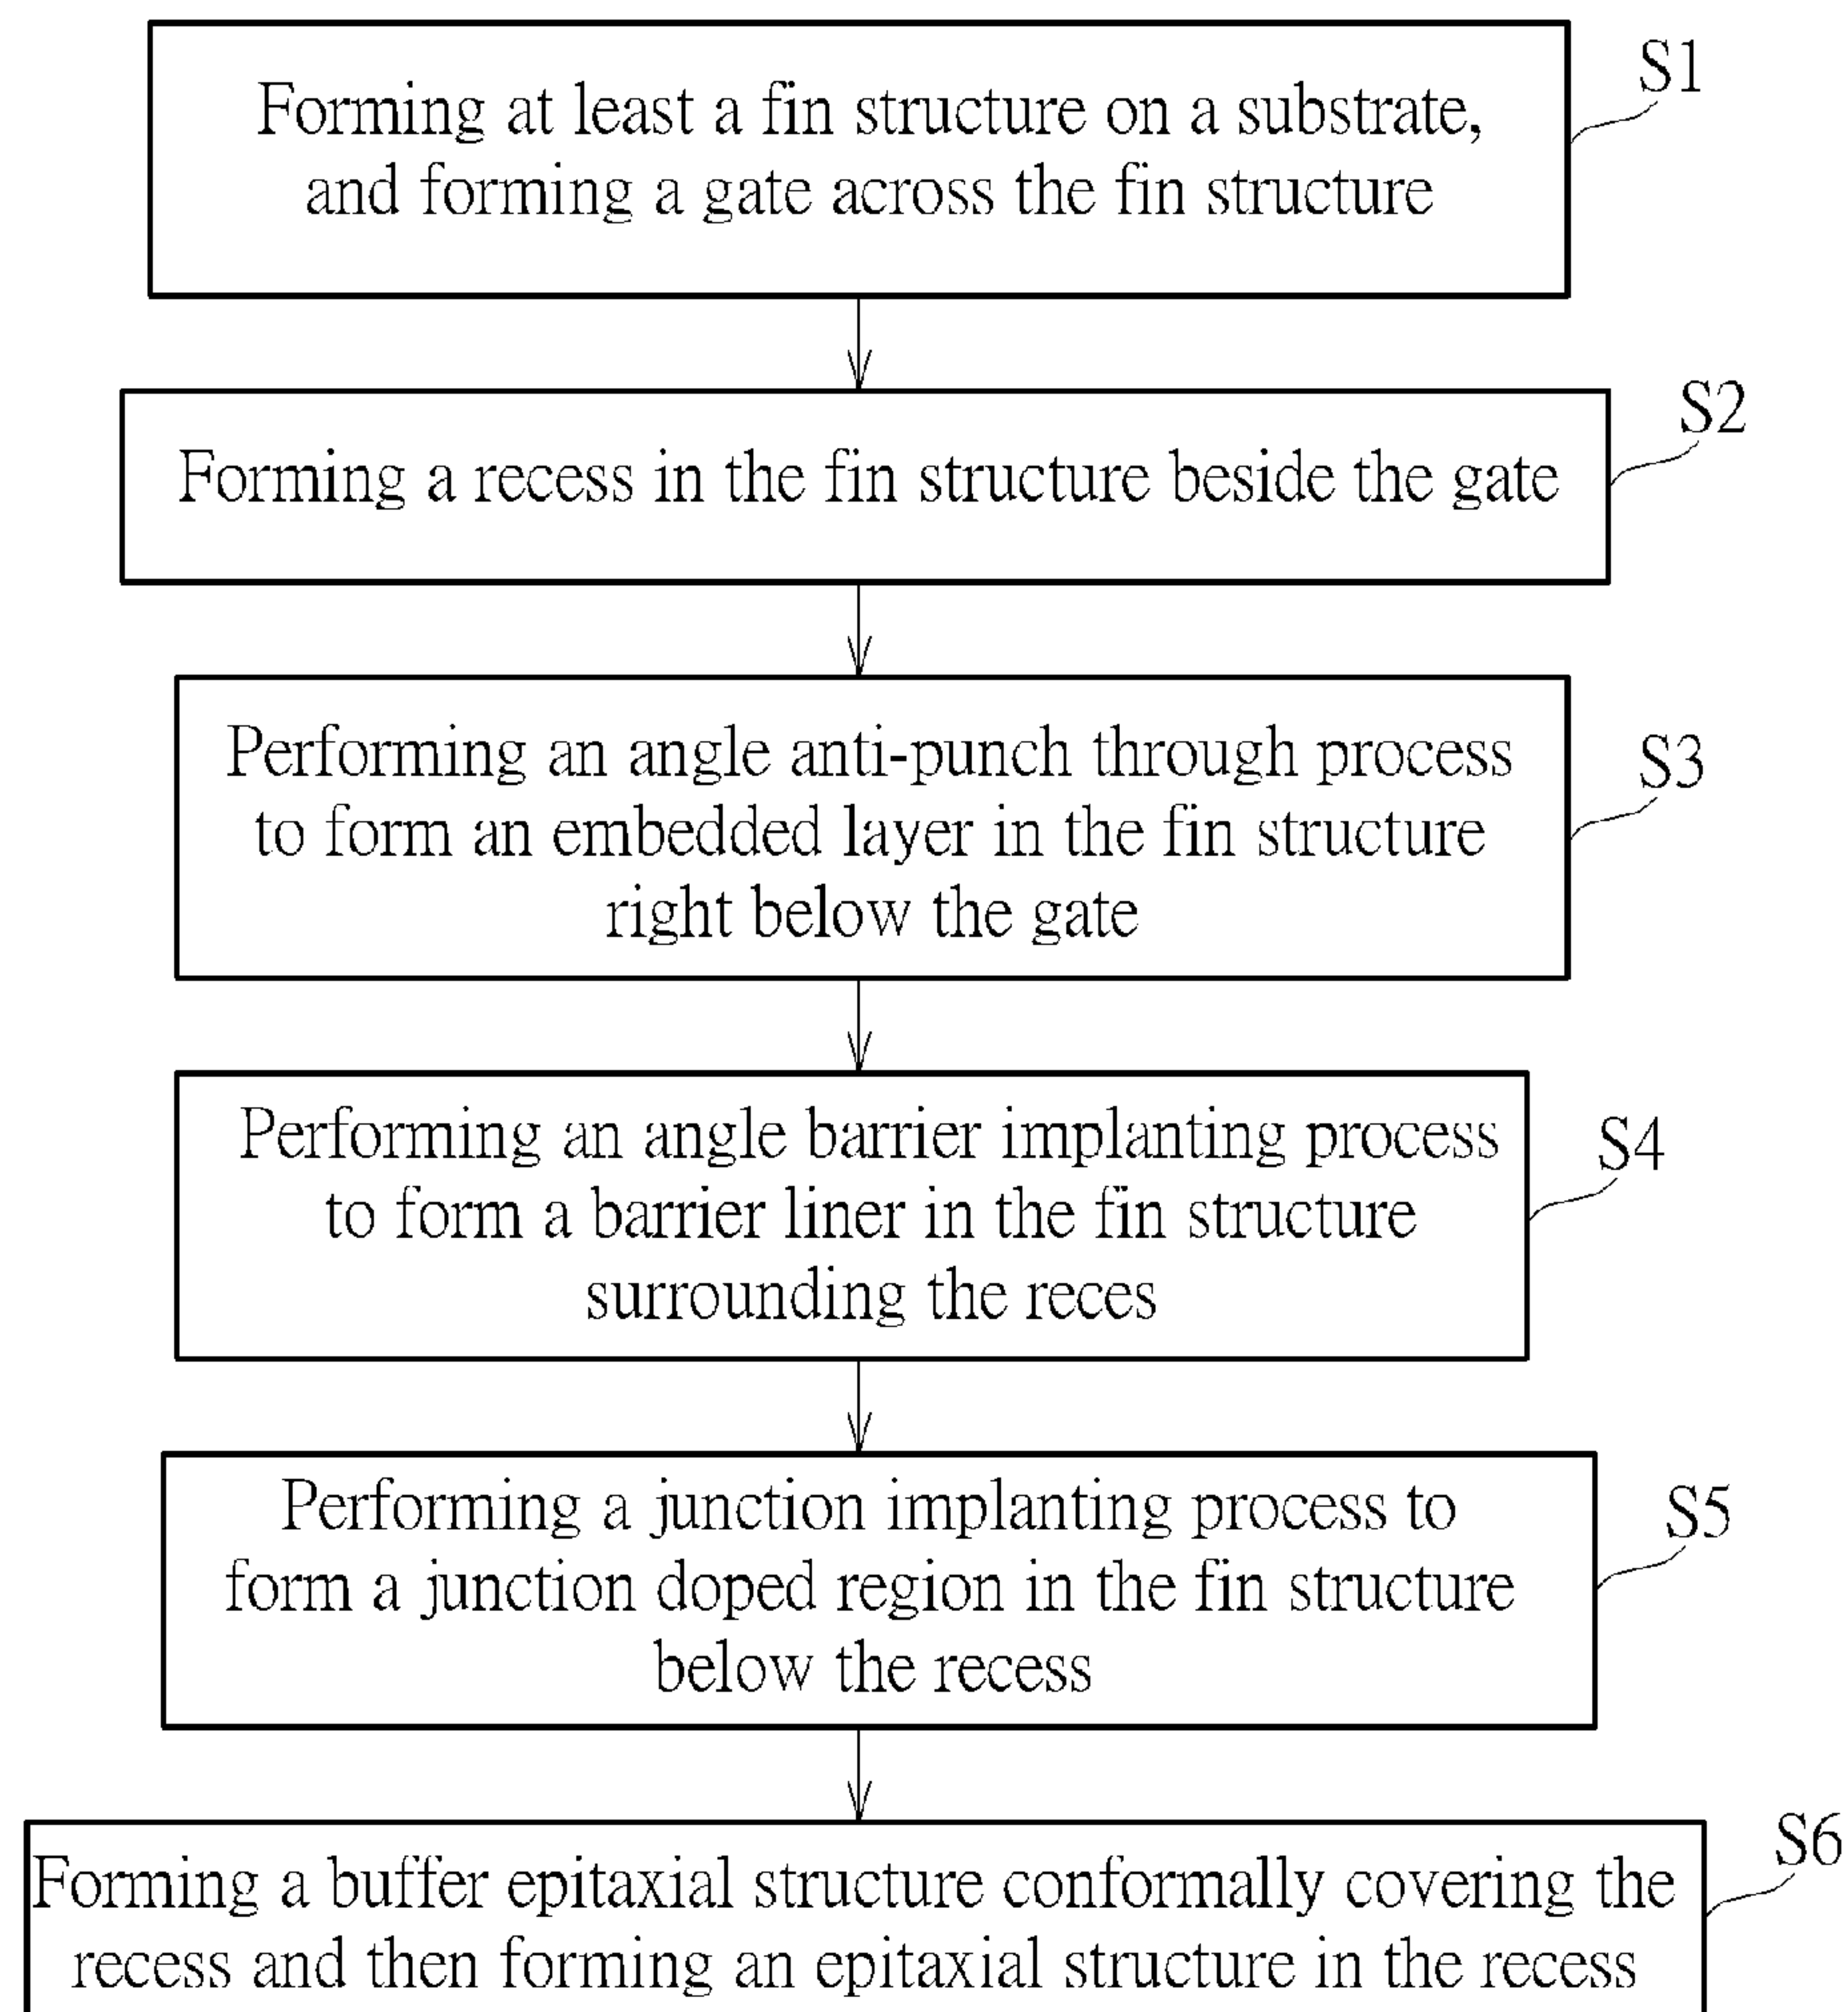 Forming at least a fin structure on a substrate,
and forming a gate across the fin structure
S1
Forming a recess in the fin structure beside the gate
S2
Performing an angle anti-punch through process
to form an embedded layer in the fin structure
right below the gate
S3
Performing an angle barrier implanting process
to form a barrier liner in the fin structure
surrounding the reces
S4
Performing a junction implanting process to
form a junction doped region in the fin structure
below the recess
S5
Forming a buffer epitaxial structure conformally covering the
recess and then forming an epitaxial structure in the recess
S6